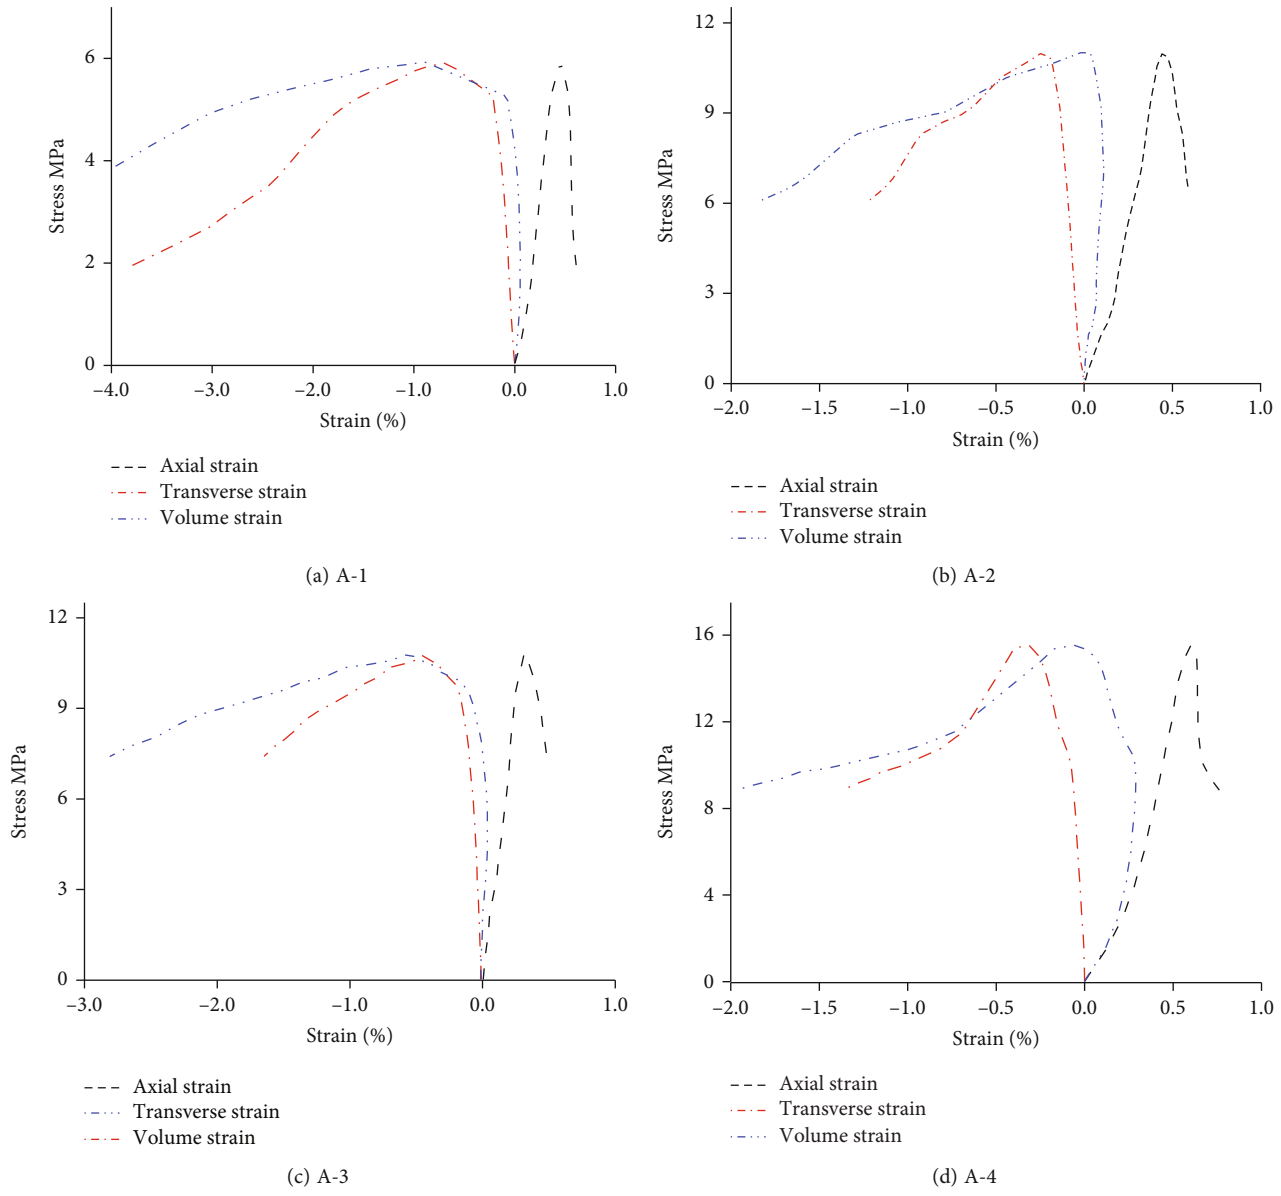 6
4
2
0
Stress MPa
–4.0 –3.0 –2.0 –1.0 0.0 1.0
Strain (%)
Axial strain
Transverse strain
Volume strain
(a) A-1
12
9
6
3
0
Stress MPa
–2.0 –1.5 –1.0 –0.5 0.0 0.5 1.0
Strain (%)
Axial strain
Transverse strain
Volume strain
(b) A-2
12
9
6
3
0
Stress MPa
–3.0 –2.0 –1.0 0.0 1.0
Strain (%)
Axial strain
Transverse strain
Volume strain
(c) A-3
16
12
8
4
0
Stress MPa
–2.0 –1.5 –1.0 –0.5 0.0 0.5 1.0
Strain (%)
Axial strain
Transverse strain
Volume strain
(d) A-4